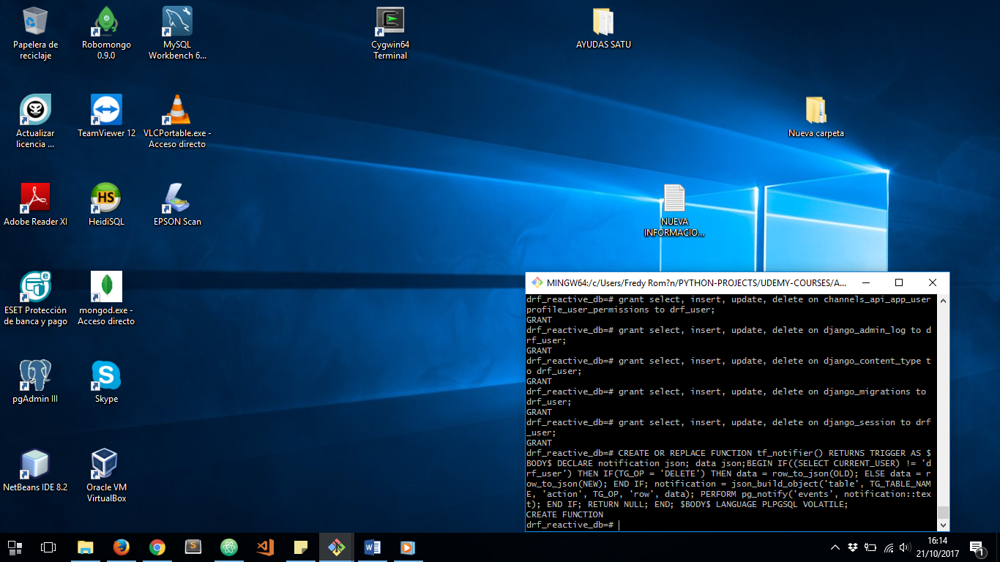 Papelera de
reciclaje
Robomongo
0.9.0
MySQL
Workbench 6...
Cygwin64
Terminal
AYUDAS SATU
Actualizar
licencia ...
TeamViewer 12
VLCPortable.exe -
Acceso directo
Nueva carpeta
Adobe Reader XI
HS
HeidiSQL
EPSON Scan
NUEVA
INFORMACIO...
ESET Protección
de banca y pago
mongod.exe -
Acceso directo
pgAdmin III
Skype
NetBeans IDE 8.2
Oracle VM
VirtualBox
MINGW64:/c/Users/Fredy Rom?n/PYTHON-PROJECTS/UDEMY-COURSES/A...
drf_reactive_db=# grant select, insert, update, delete on channels_api_app_user
profile_user_permissions to drf_user;
GRANT
drf_reactive_db=# grant select, insert, update, delete on django_admin_log to d
rf_user;
GRANT
drf_reactive_db=# grant select, insert, update, delete on django_content_type t
o drf_user;
GRANT
drf_reactive_db=# grant select, insert, update, delete on django_migrations to
drf_user;
GRANT
drf_reactive_db=# grant select, insert, update, delete on django_session to drf
_user;
GRANT
drf_reactive_db=# CREATE OR REPLACE FUNCTION tf_notifier() RETURNS TRIGGER AS $
BODY$ DECLARE notification json; data json;BEGIN IF((SELECT CURRENT_USER) != 'd
rf_user') THEN IF(TG_OP = 'DELETE') THEN data = row_to_json(OLD); ELSE data = r
ow_to_json(NEW); END IF; notification = json_build_object('table', TG_TABLE_NAM
E, 'action', TG_OP, 'row', data); PERFORM pg_notify('events', notification::tex
t); END IF; RETURN NULL; END; $BODY$ LANGUAGE PLPGSQL VOLATILE;
CREATE FUNCTION
drf_reactive_db=#
16:14
21/10/2017
1